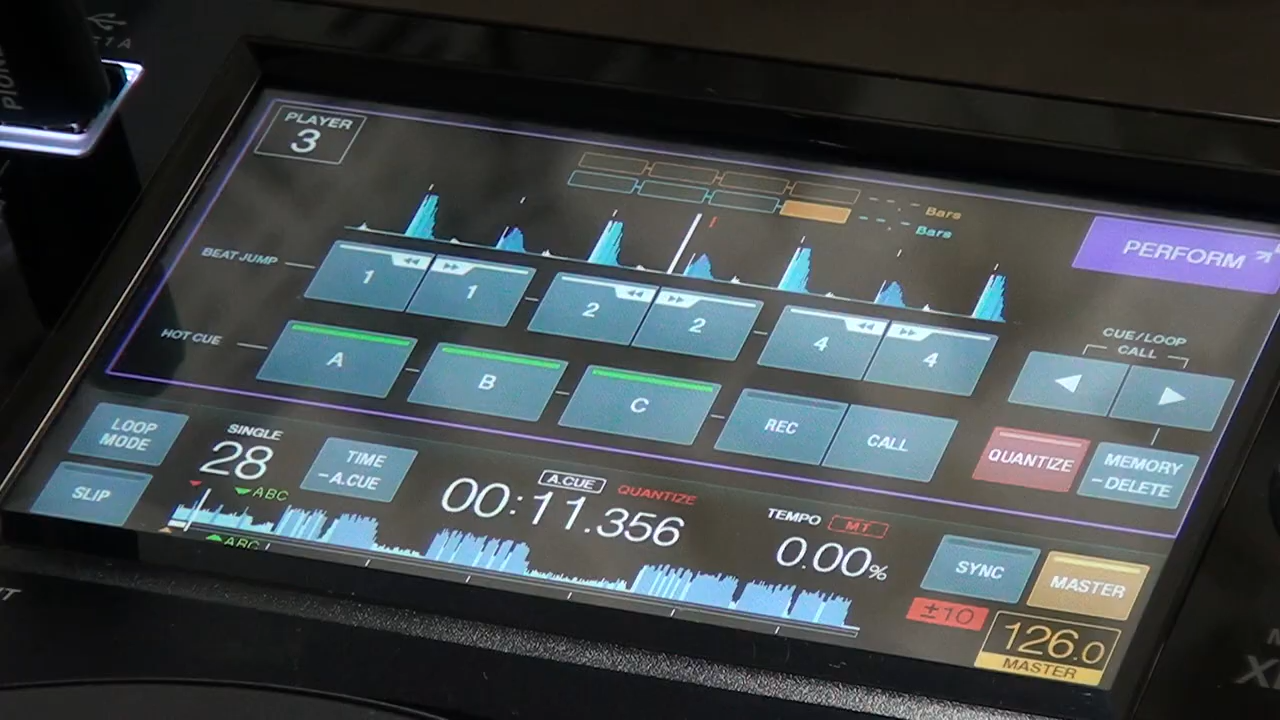 1A
PLAYER
3
Bars
Bars
PERFORM
BEAT JUMP
1
1
2
2
4
4
HOT CUE
A
B
C
REC
CALL
CUE/LOOP
CALL
QUANTIZE
MEMORY
-DELETE
LOOP
MODE
SLIP
SINGLE
28
ABC
TIME
-A.CUE
A.CUE
QUANTIZE
00:11.356
TEMPO
MT
0.00%
SYNC
MASTER
±10
126.0
MASTER
ABC